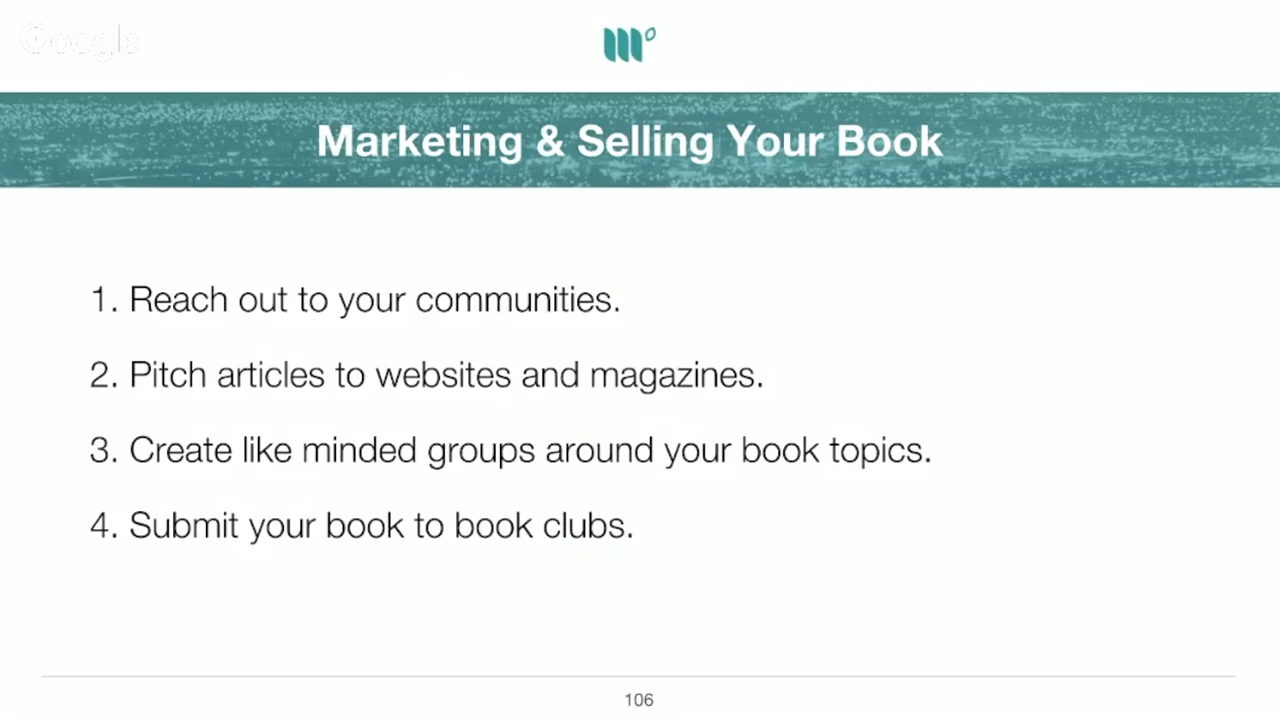 Google
Marketing & Selling Your Book
1. Reach out to your communities.
2. Pitch articles to websites and magazines.
3. Create like minded groups around your book topics.
4. Submit your book to book clubs.
106